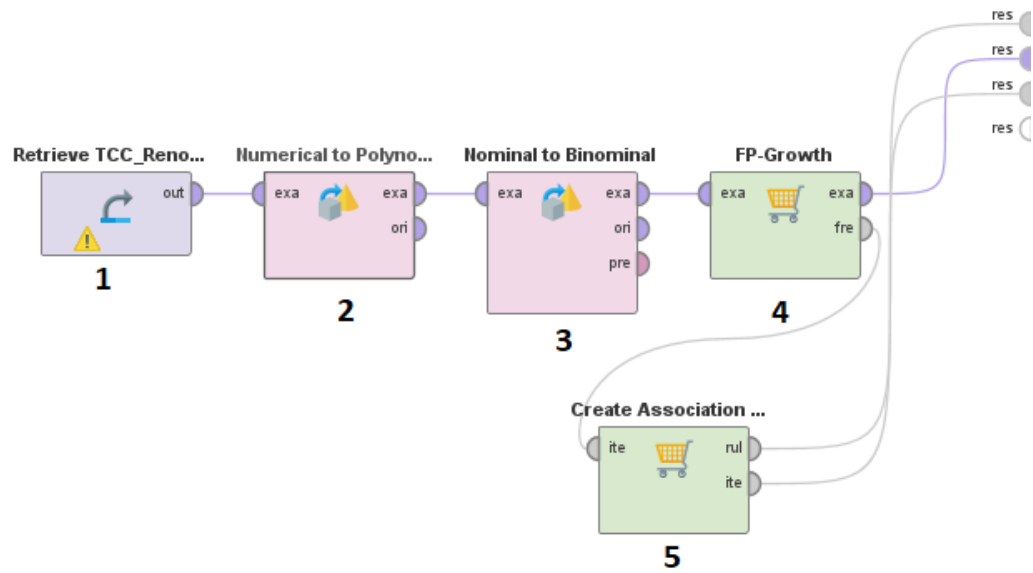 res
res
res
res
Retrieve TCC_Reno...
Numerical to Polyno...
Nominal to Binominal
FP-Growth
out
exa
exa
exa
exa
exa
exa
ori
ori
fre
pre
1
2
3
4
Create Association ...
ite
rul
ite
5